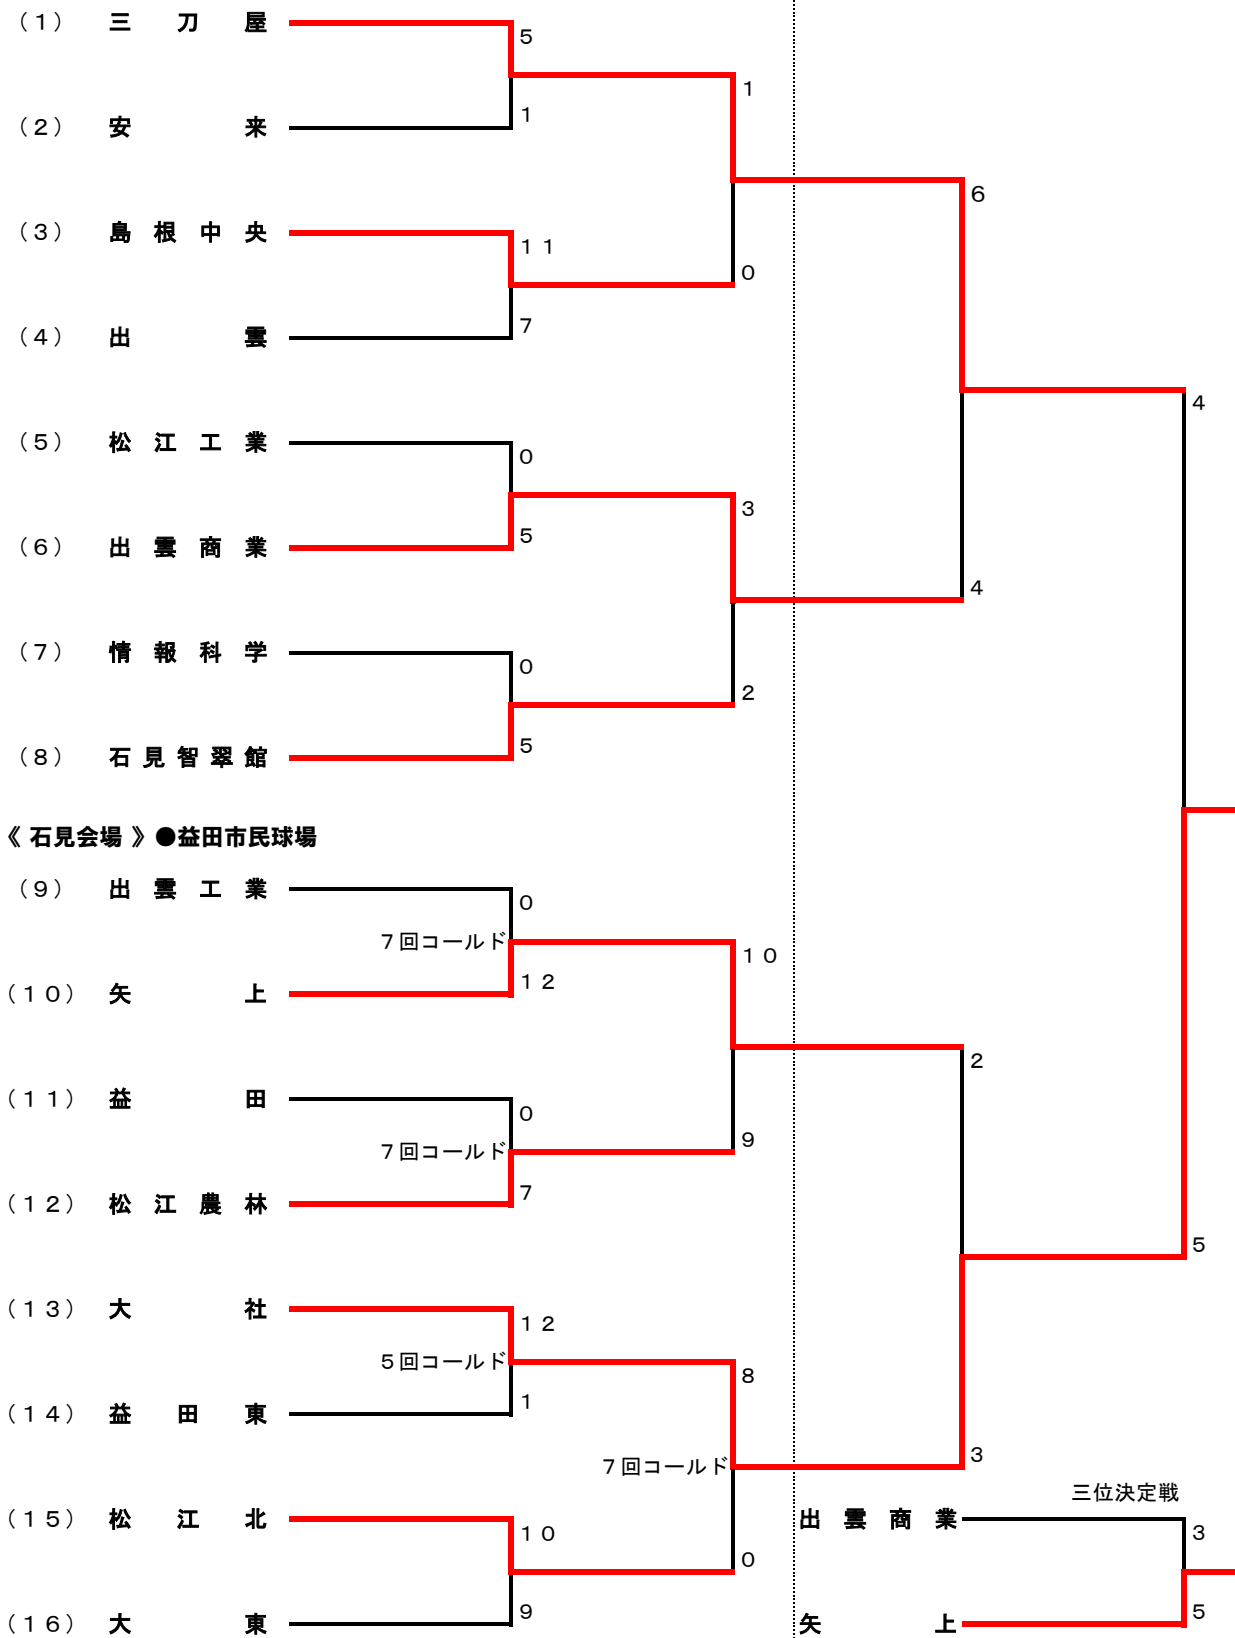 （１） 三刀屋
5
1
（２） 安来
1
（３） 島根中央
11
0
（４） 出雲
7
6
（５） 松江工業
0
3
（６） 出雲商業
5
4
（７） 情報科学
0
2
（８） 石見智翠館
5
4
《 石見会場 》●益田市民球場
（９） 出雲工業
0
７回コールド
10
（１０） 矢上
12
2
（１１） 益田
0
７回コールド
9
（１２） 松江農林
7
5
（１３） 大社
12
５回コールド
8
（１４） 益田東
1
７回コールド
3
三位決定戦
（１５） 松江北
10
0
出雲商業
3
（１６） 大東
9
矢上
5